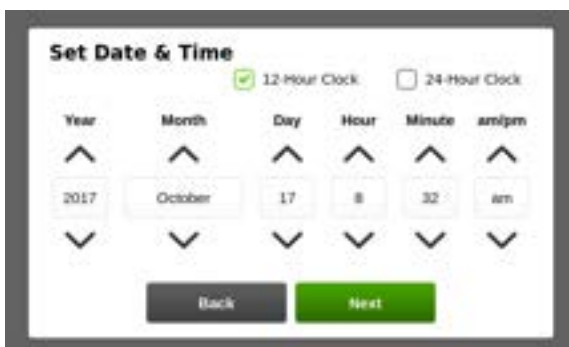 Set Date & Time
12-Hour Clock 24-Hour Clock
Year Month Day Hour Minute am/pm
2017 October 17 8 32 am
Back Next